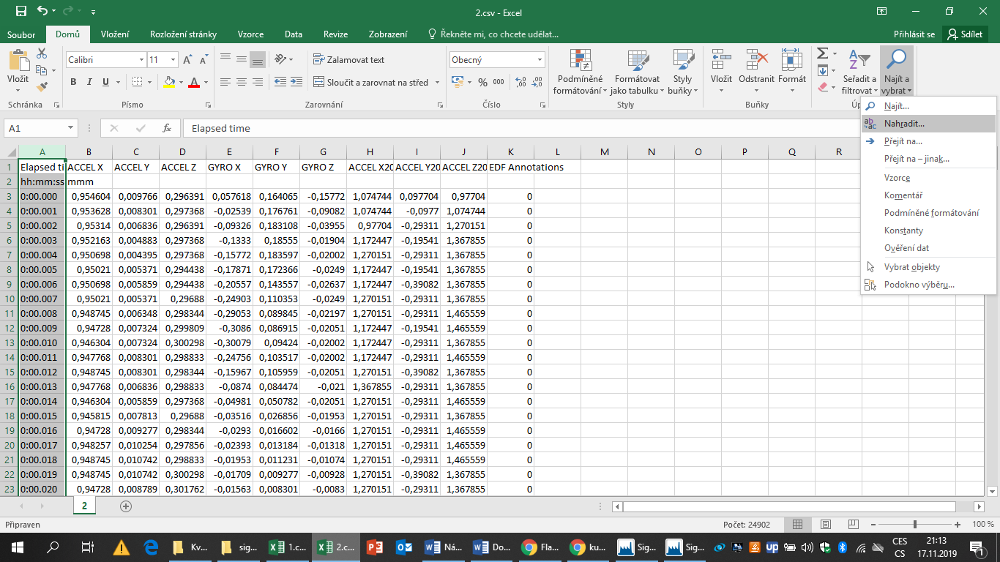 2.csv - Excel
Soubor Domů Vložení Rozložení stránky Vzorce Data Revize Zobrazení Řekněte mi, co chcete udělat... Přihlásit se Sdílet
Vložit
Calibri 11
B I U
Zalamovat text
Sloučit a zarovnat na střed
Obecný
% 000
Podmíněné formátování
Formátovat jako tabulku
Styly buňky
Vložit Odstranit Formát
Seřadit a filtrovat
Najít a vybrat
Schránka Písmo Zarovnání Číslo Styly Buňky Úp
Najít...
Nahradit...
Přejít na...
Přejít na – jinak...
Vzorce
Komentář
Podmíněné formátování
Konstanty
Ověření dat
Vybrat objekty
Podokno výběru...
A1 fx Elapsed time
A B C D E F G H I J K L M N O P Q R
1 Elapsed ti ACCEL X ACCEL Y ACCEL Z GYRO X GYRO Y GYRO Z ACCEL X20 ACCEL Y20 ACCEL Z20 EDF Annotations
2 hh:mm:ss mmm
3 0:00.000 0,954604 0,009766 0,296391 0,057618 0,164065 -0,15772 1,074744 0,097704 0,97704 0
4 0:00.001 0,953628 0,008301 0,297368 -0,02539 0,176761 -0,09082 1,074744 -0,0977 1,074744 0
5 0:00.002 0,95314 0,006836 0,296391 -0,09326 0,183108 -0,03955 0,97704 -0,29311 1,270151 0
6 0:00.003 0,952163 0,004883 0,297368 -0,1333 0,18555 -0,01904 1,172447 -0,19541 1,367855 0
7 0:00.004 0,950698 0,004395 0,297368 -0,15772 0,183597 -0,02002 1,270151 -0,29311 1,367855 0
8 0:00.005 0,95021 0,005371 0,294438 -0,17871 0,172366 -0,0249 1,172447 -0,19541 1,367855 0
9 0:00.006 0,950698 0,005859 0,294438 -0,20557 0,143557 -0,02637 1,172447 -0,39082 1,367855 0
10 0:00.007 0,95021 0,005371 0,29688 -0,24903 0,110353 -0,0249 1,270151 -0,29311 1,367855 0
11 0:00.008 0,948745 0,006348 0,298344 -0,29053 0,089845 -0,02197 1,270151 -0,29311 1,465559 0
12 0:00.009 0,94728 0,007324 0,299809 -0,3086 0,086915 -0,02051 1,172447 -0,19541 1,465559 0
13 0:00.010 0,946304 0,007324 0,300298 -0,30079 0,09424 -0,02002 1,172447 -0,29311 1,367855 0
14 0:00.011 0,947768 0,008301 0,298833 -0,24756 0,103517 -0,02002 1,172447 -0,29311 1,465559 0
15 0:00.012 0,948745 0,008301 0,298344 -0,15967 0,105959 -0,02051 1,270151 -0,39082 1,367855 0
16 0:00.013 0,947768 0,006836 0,298833 -0,0874 0,084474 -0,021 1,367855 -0,29311 1,367855 0
17 0:00.014 0,946304 0,005859 0,297368 -0,04981 0,050782 -0,02051 1,270151 -0,29311 1,465559 0
18 0:00.015 0,945815 0,007813 0,29688 -0,03516 0,026856 -0,01953 1,270151 -0,29311 1,367855 0
19 0:00.016 0,94728 0,009277 0,298344 -0,0293 0,016602 -0,0166 1,270151 -0,29311 1,465559 0
20 0:00.017 0,948257 0,010254 0,297856 -0,02393 0,013184 -0,01318 1,270151 -0,29311 1,465559 0
21 0:00.018 0,948745 0,010742 0,298833 -0,01953 0,011231 -0,01074 1,270151 -0,29311 1,465559 0
22 0:00.019 0,948745 0,010742 0,300298 -0,01709 0,009277 -0,00928 1,270151 -0,39082 1,367855 0
23 0:00.020 0,94728 0,008789 0,301762 -0,01563 0,008301 -0,0083 1,270151 -0,29311 1,367855 0
2
Připraven Počet: 24902 100 %
Kv... sig... 1.c... 2.c... Ná... Do... Fla... ku... Sig... Sig...
up
CES
CS
21:13
17.11.2019
1